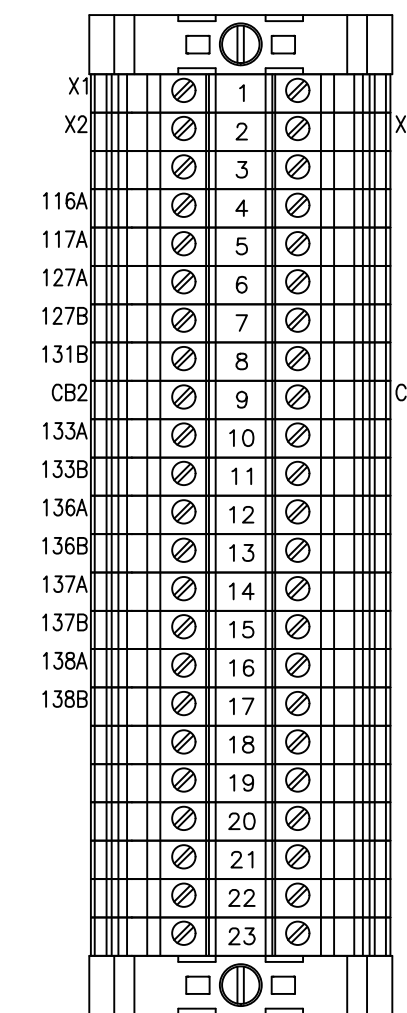 X1 1
X2 2 X
3
116A 4
117A 5
127A 6
127B 7
131B 8
CB2 9 C
133A 10
133B 11
136A 12
136B 13
137A 14
137B 15
138A 16
138B 17
18
19
20
21
22
23